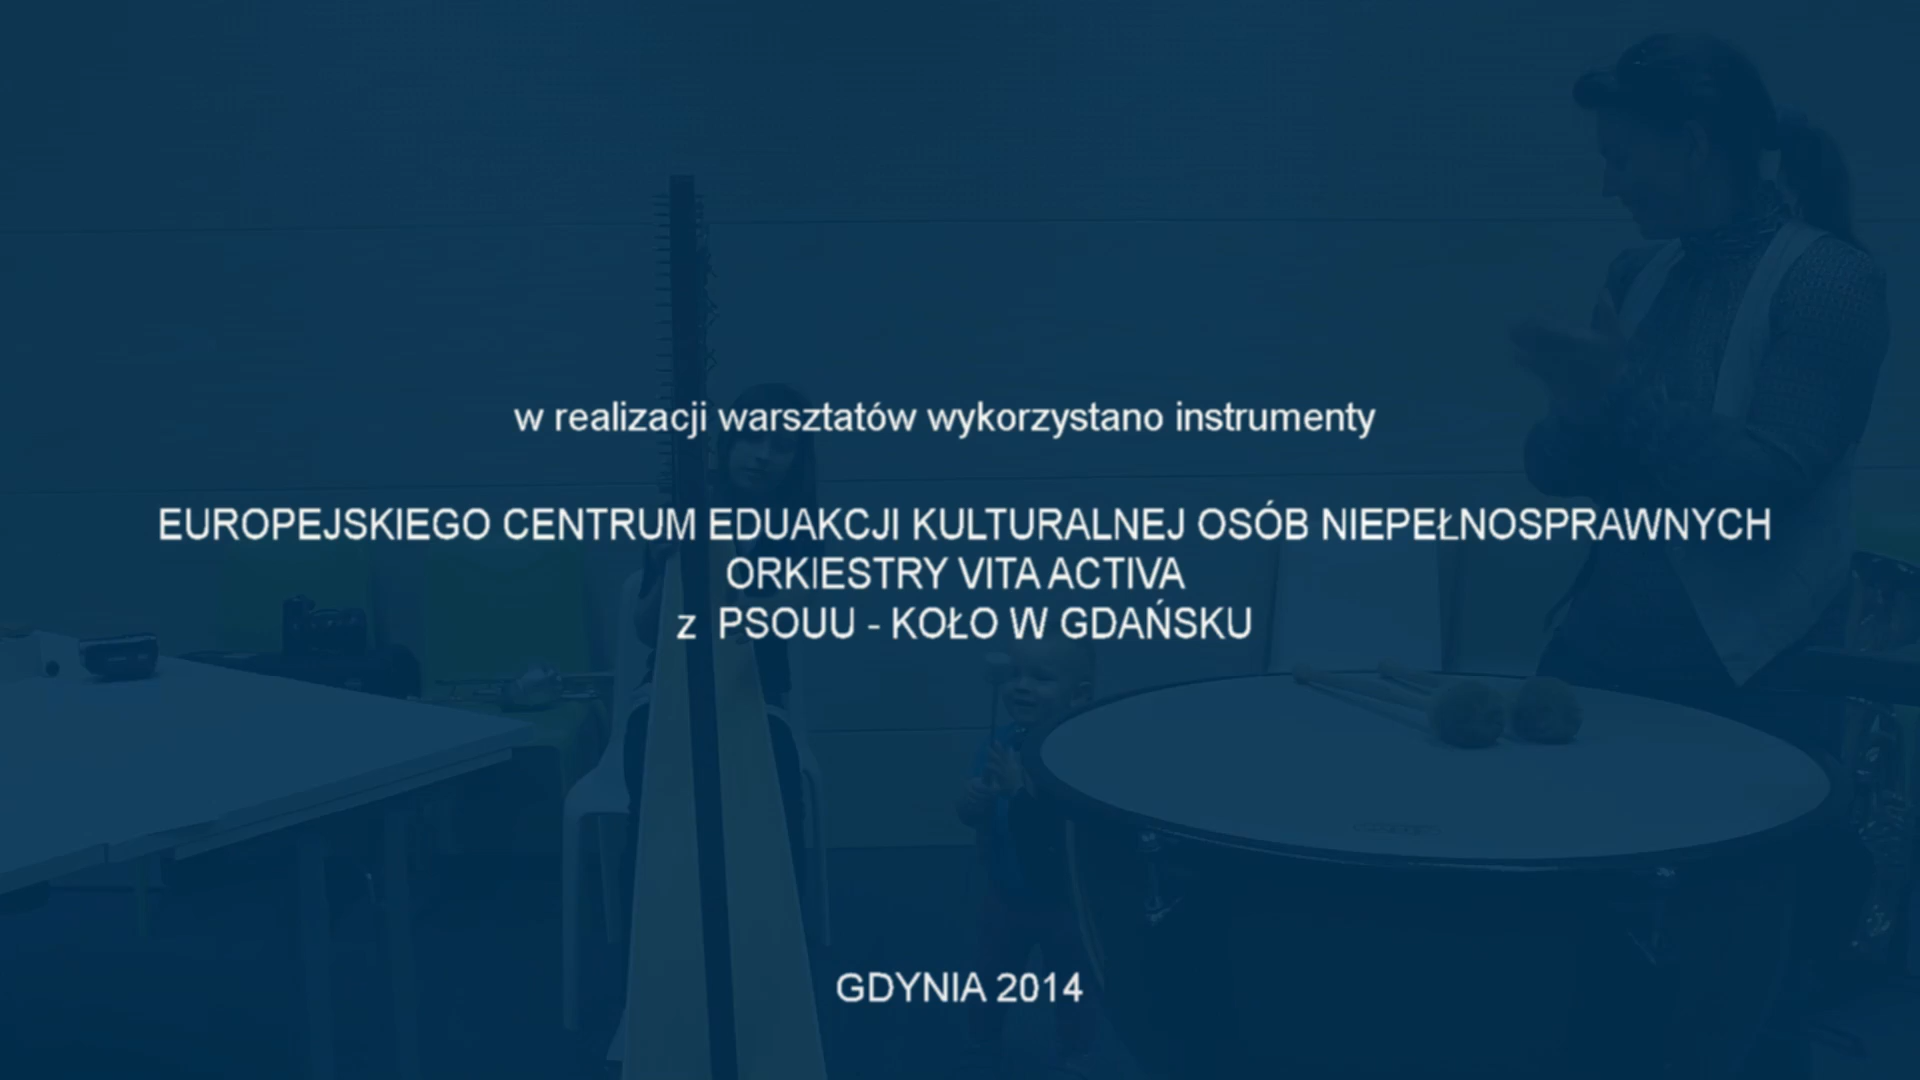 w realizacji warsztatów wykorzystano instrumenty
EUROPEJSKIEGO CENTRUM EDUAKCJI KULTURALNEJ OSÓB NIEPEŁNOSPRAWNYCH
ORKIESTRY VITA ACTIVA
z PSOUU - KOŁO W GDAŃSKU
GDYNIA 2014